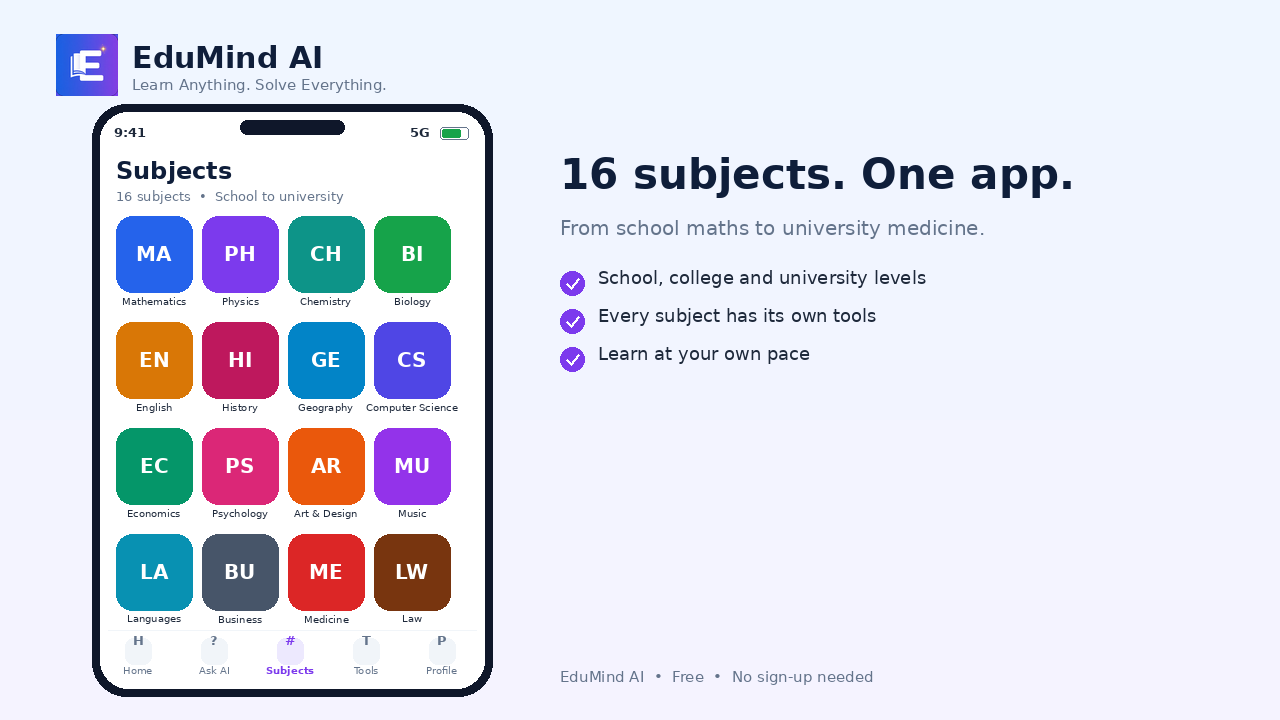 EduMind AI
Learn Anything. Solve Everything.
9:41
5G
Subjects
16 subjects • School to university
MA PH CH BI
Mathematics Physics Chemistry Biology
EN HI GE CS
English History Geography Computer Science
EC PS AR MU
Economics Psychology Art & Design Music
LA BU ME LW
Languages Business Medicine Law
H ? # T P
Home Ask AI Subjects Tools Profile
16 subjects. One app.
From school maths to university medicine.
School, college and university levels
Every subject has its own tools
Learn at your own pace
EduMind AI • Free • No sign-up needed